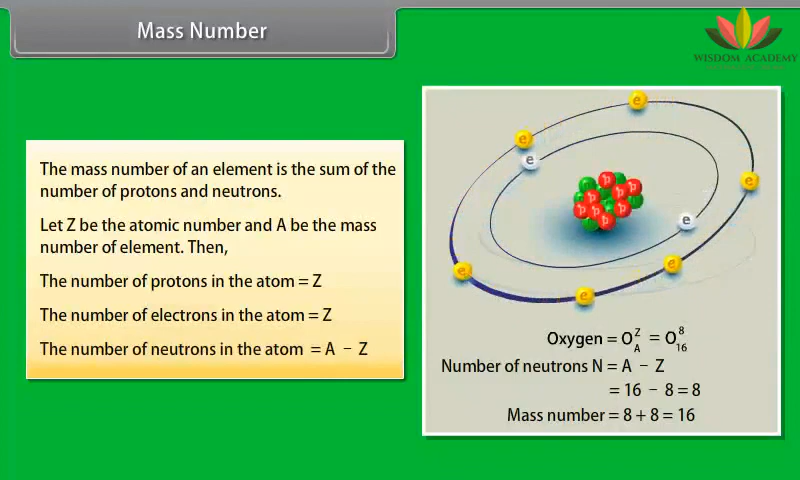 Mass Number
WISDOM ACADEMY
The mass number of an element is the sum of the
number of protons and neutrons.
Let Z be the atomic number and A be the mass
number of element. Then,
The number of protons in the atom = Z
The number of electrons in the atom = Z
The number of neutrons in the atom = A − Z
e
e
e
e
e
e
e
e
p
p
p
p
p
p
p
p
Oxygen = O Z A = O 8 16
Number of neutrons N = A − Z
= 16 − 8 = 8
Mass number = 8 + 8 = 16